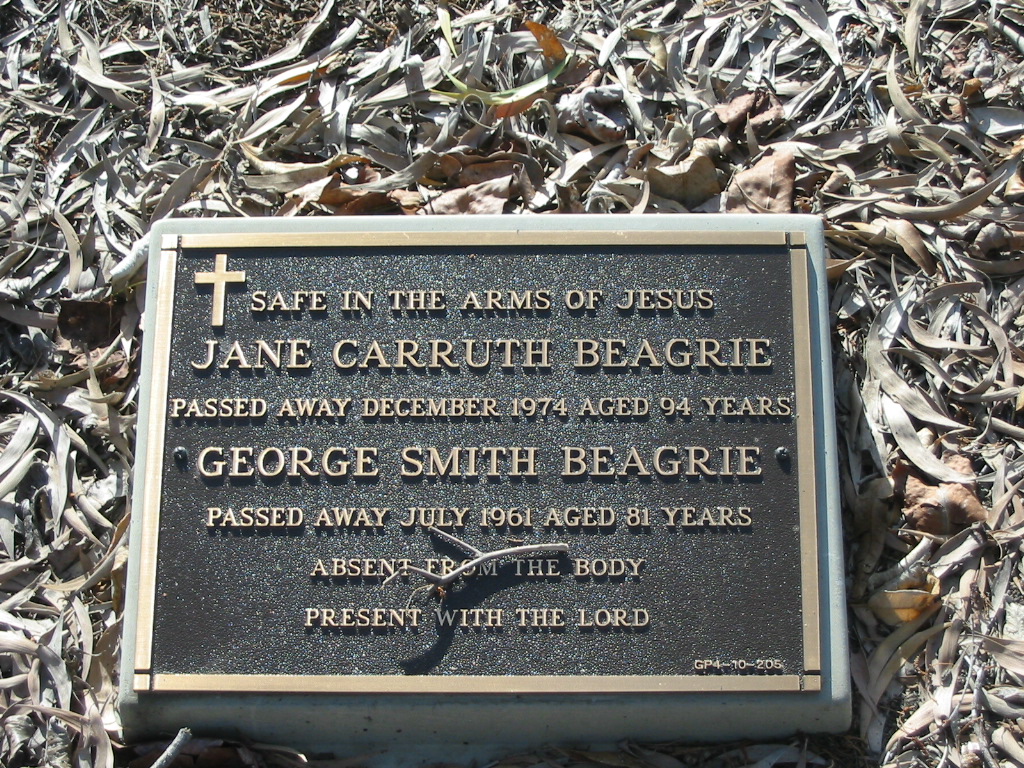 SAFE IN THE ARMS OF JESUS
JANE CARRUTH BEAGRIE
PASSED AWAY DECEMBER 1974 AGED 94 YEARS
GEORGE SMITH BEAGRIE
PASSED AWAY JULY 1961 AGED 81 YEARS
ABSENT FROM THE BODY
PRESENT WITH THE LORD
GP4-10-205